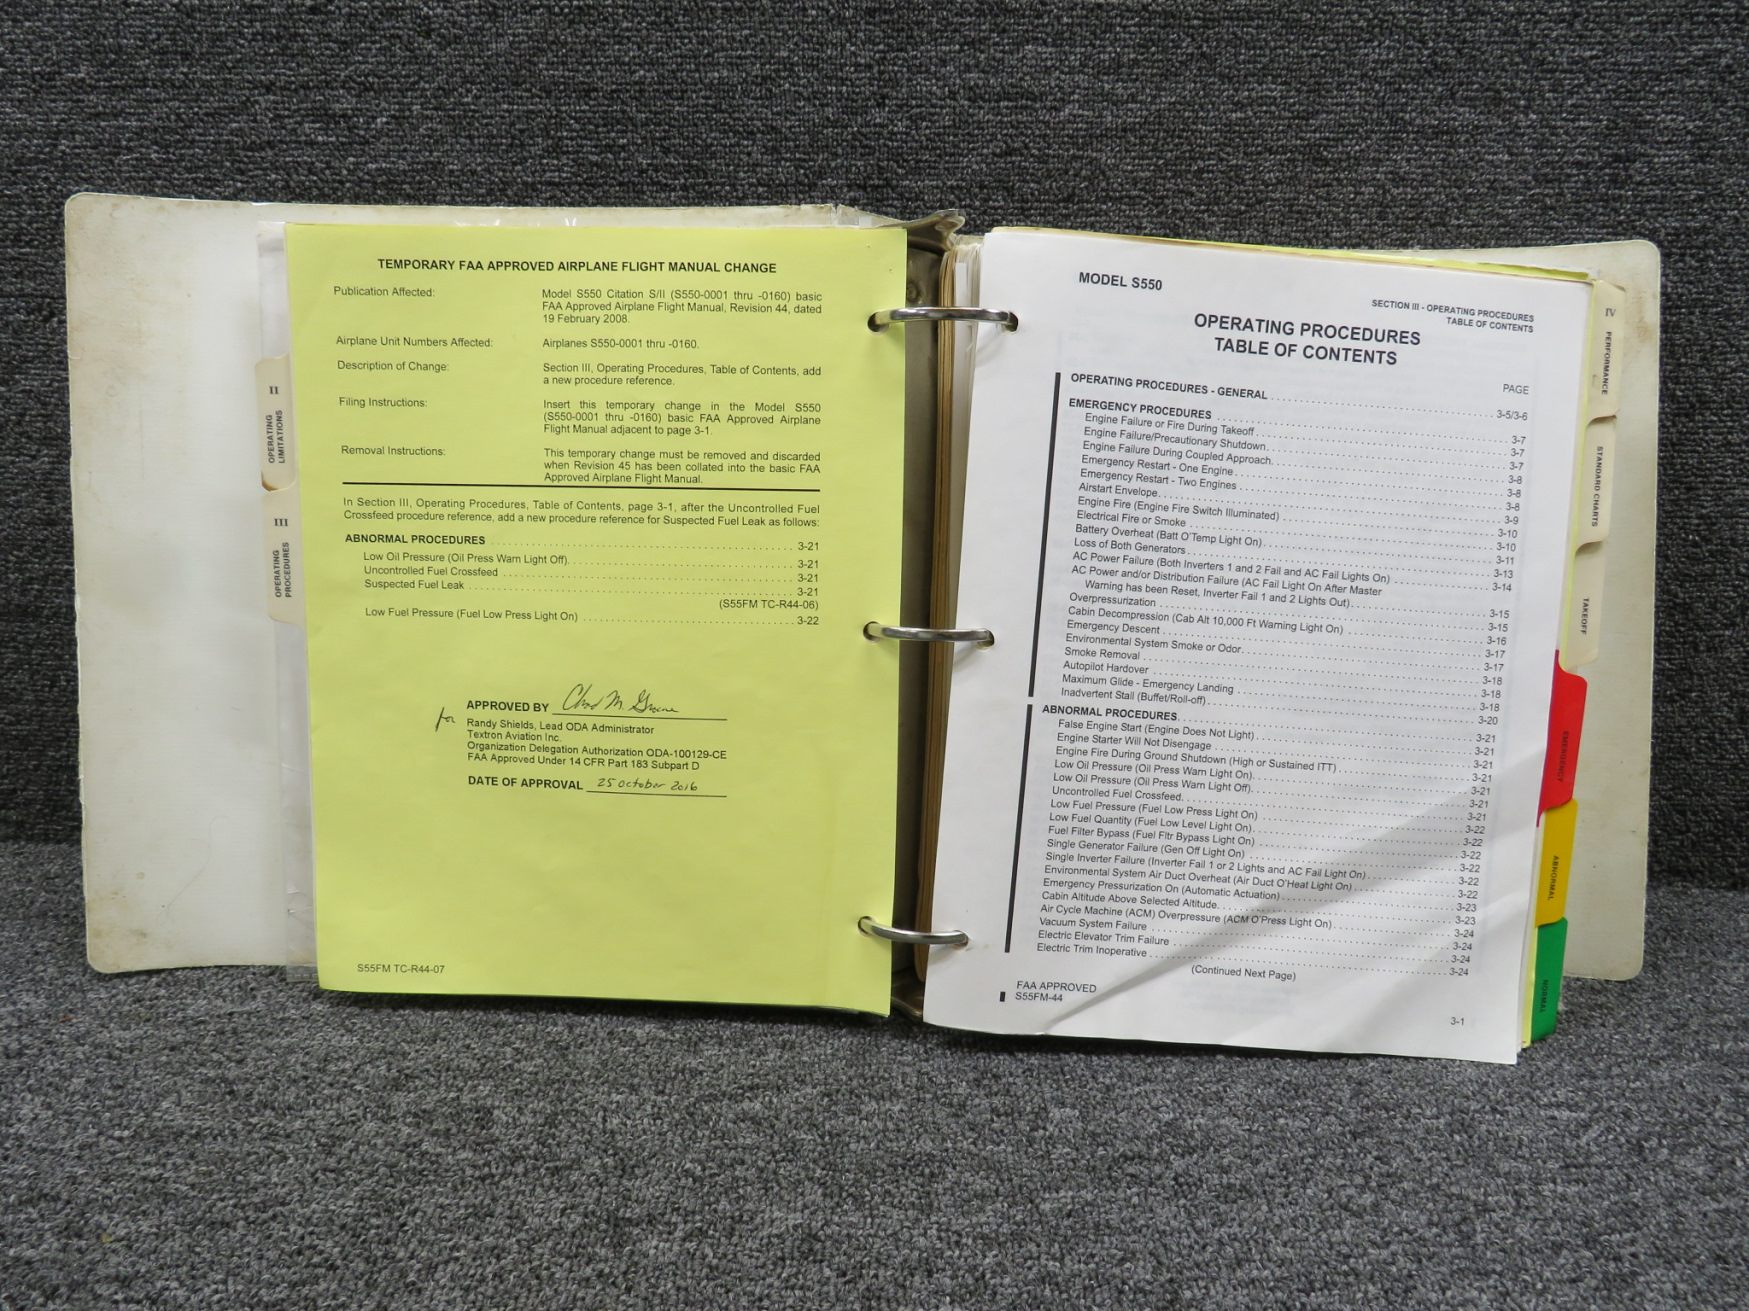 TEMPORARY FAA APPROVED AIRPLANE FLIGHT MANUAL CHANGE
Publication Affected: Model S550 Citation S/II (S550-0001 thru -0160) basic
FAA Approved Airplane Flight Manual, Revision 44, dated
19 February 2008.
Airplane Unit Numbers Affected: Airplanes S550-0001 thru -0160.
Description of Change: Section III, Operating Procedures, Table of Contents, add
a new procedure reference.
Filing Instructions: Insert this temporary change in the Model S550
(S550-0001 thru -0160) basic FAA Approved Airplane
Flight Manual adjacent to page 3-1.
Removal Instructions: This temporary change must be removed and discarded
when Revision 45 has been collated into the basic FAA
Approved Airplane Flight Manual.
In Section III, Operating Procedures, Table of Contents, page 3-1, after the Uncontrolled Fuel
Crossfeed procedure reference, add a new procedure reference for Suspected Fuel Leak as follows:
ABNORMAL PROCEDURES 3-21
Low Oil Pressure (Oil Press Warn Light Off) 3-21
Uncontrolled Fuel Crossfeed 3-21
Suspected Fuel Leak 3-21
(S55FM TC-R44-06)
Low Fuel Pressure (Fuel Low Press Light On) 3-22
APPROVED BY
for Randy Shields, Lead ODA Administrator
Textron Aviation Inc.
Organization Delegation Authorization ODA-100129-CE
FAA Approved Under 14 CFR Part 183 Subpart D
DATE OF APPROVAL 25 October 2016
S55FM TC-R44-07
II
OPERATING
LIMITATIONS
III
OPERATING
PROCEDURES
MODEL S550
SECTION III - OPERATING PROCEDURES
TABLE OF CONTENTS
OPERATING PROCEDURES
TABLE OF CONTENTS
PAGE
OPERATING PROCEDURES - GENERAL 3-5/3-6
EMERGENCY PROCEDURES 3-7
Engine Failure or Fire During Takeoff 3-7
Engine Failure/Precautionary Shutdown 3-7
Engine Failure During Coupled Approach 3-8
Emergency Restart - One Engine 3-8
Emergency Restart - Two Engines 3-8
Airstart Envelope 3-9
Engine Fire (Engine Fire Switch Illuminated) 3-10
Electrical Fire or Smoke 3-10
Battery Overheat (Batt O'Temp Light On) 3-11
Loss of Both Generators 3-13
AC Power Failure (Both Inverters 1 and 2 Fail and AC Fail Lights On) 3-14
AC Power and/or Distribution Failure (AC Fail Light On After Master
Warning has been Reset, Inverter Fail 1 and 2 Lights Out) 3-15
Overpressurization 3-15
Cabin Decompression (Cab Alt 10,000 Ft Warning Light On) 3-16
Emergency Descent 3-17
Environmental System Smoke or Odor 3-17
Smoke Removal 3-18
Autopilot Hardover 3-18
Maximum Glide - Emergency Landing 3-18
Inadvertent Stall (Buffet/Roll-off) 3-20
ABNORMAL PROCEDURES 3-21
False Engine Start (Engine Does Not Light) 3-21
Engine Starter Will Not Disengage 3-21
Engine Fire During Ground Shutdown (High or Sustained ITT) 3-21
Low Oil Pressure (Oil Press Warn Light On) 3-21
Low Oil Pressure (Oil Press Warn Light Off) 3-21
Uncontrolled Fuel Crossfeed 3-21
Low Fuel Pressure (Fuel Low Press Light On) 3-22
Low Fuel Quantity (Fuel Low Level Light On) 3-22
Fuel Filter Bypass (Fuel Fltr Bypass Light On) 3-22
Single Generator Failure (Gen Off Light On) 3-22
Single Inverter Failure (Inverter Fail 1 or 2 Lights and AC Fail Light On) 3-22
Environmental System Air Duct Overheat (Air Duct O'Heat Light On) 3-22
Emergency Pressurization On (Automatic Actuation) 3-23
Cabin Altitude Above Selected Altitude 3-23
Air Cycle Machine (ACM) Overpressure (ACM O'Press Light On) 3-24
Vacuum System Failure 3-24
Electric Elevator Trim Failure 3-24
Electric Trim Inoperative 3-24
(Continued Next Page)
FAA APPROVED
S55FM-44
3-1
IV
PERFORMANCE
STANDARD CHARTS
TAKEOFF
EMERGENCY
ABNORMAL
NORMAL